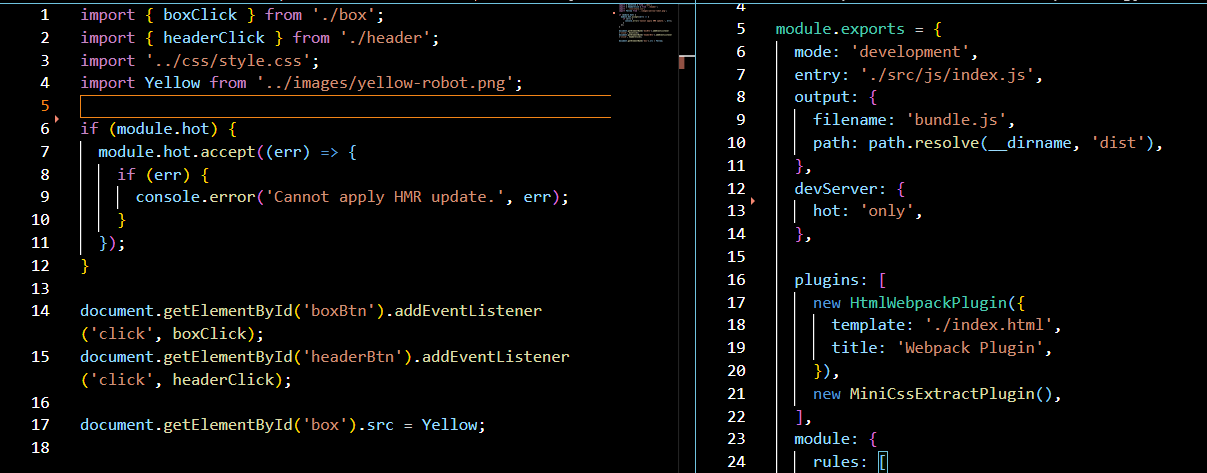 1 import { boxClick } from './box';
2 import { headerClick } from './header';
3 import '../css/style.css';
4 import Yellow from '../images/yellow-robot.png';
5
6 if (module.hot) {
7 module.hot.accept((err) => {
8 if (err) {
9 console.error('Cannot apply HMR update.', err);
10 }
11 });
12 }
13
14 document.getElementById('boxBtn').addEventListener
('click', boxClick);
15 document.getElementById('headerBtn').addEventListener
('click', headerClick);
16
17 document.getElementById('box').src = Yellow;
18
4
5 module.exports = {
6 mode: 'development',
7 entry: './src/js/index.js',
8 output: {
9 filename: 'bundle.js',
10 path: path.resolve(__dirname, 'dist'),
11 },
12 devServer: {
13 hot: 'only',
14 },
15
16 plugins: [
17 new HtmlWebpackPlugin({
18 template: './index.html',
19 title: 'Webpack Plugin',
20 }),
21 new MiniCssExtractPlugin(),
22 ],
23 module: {
24 rules: [